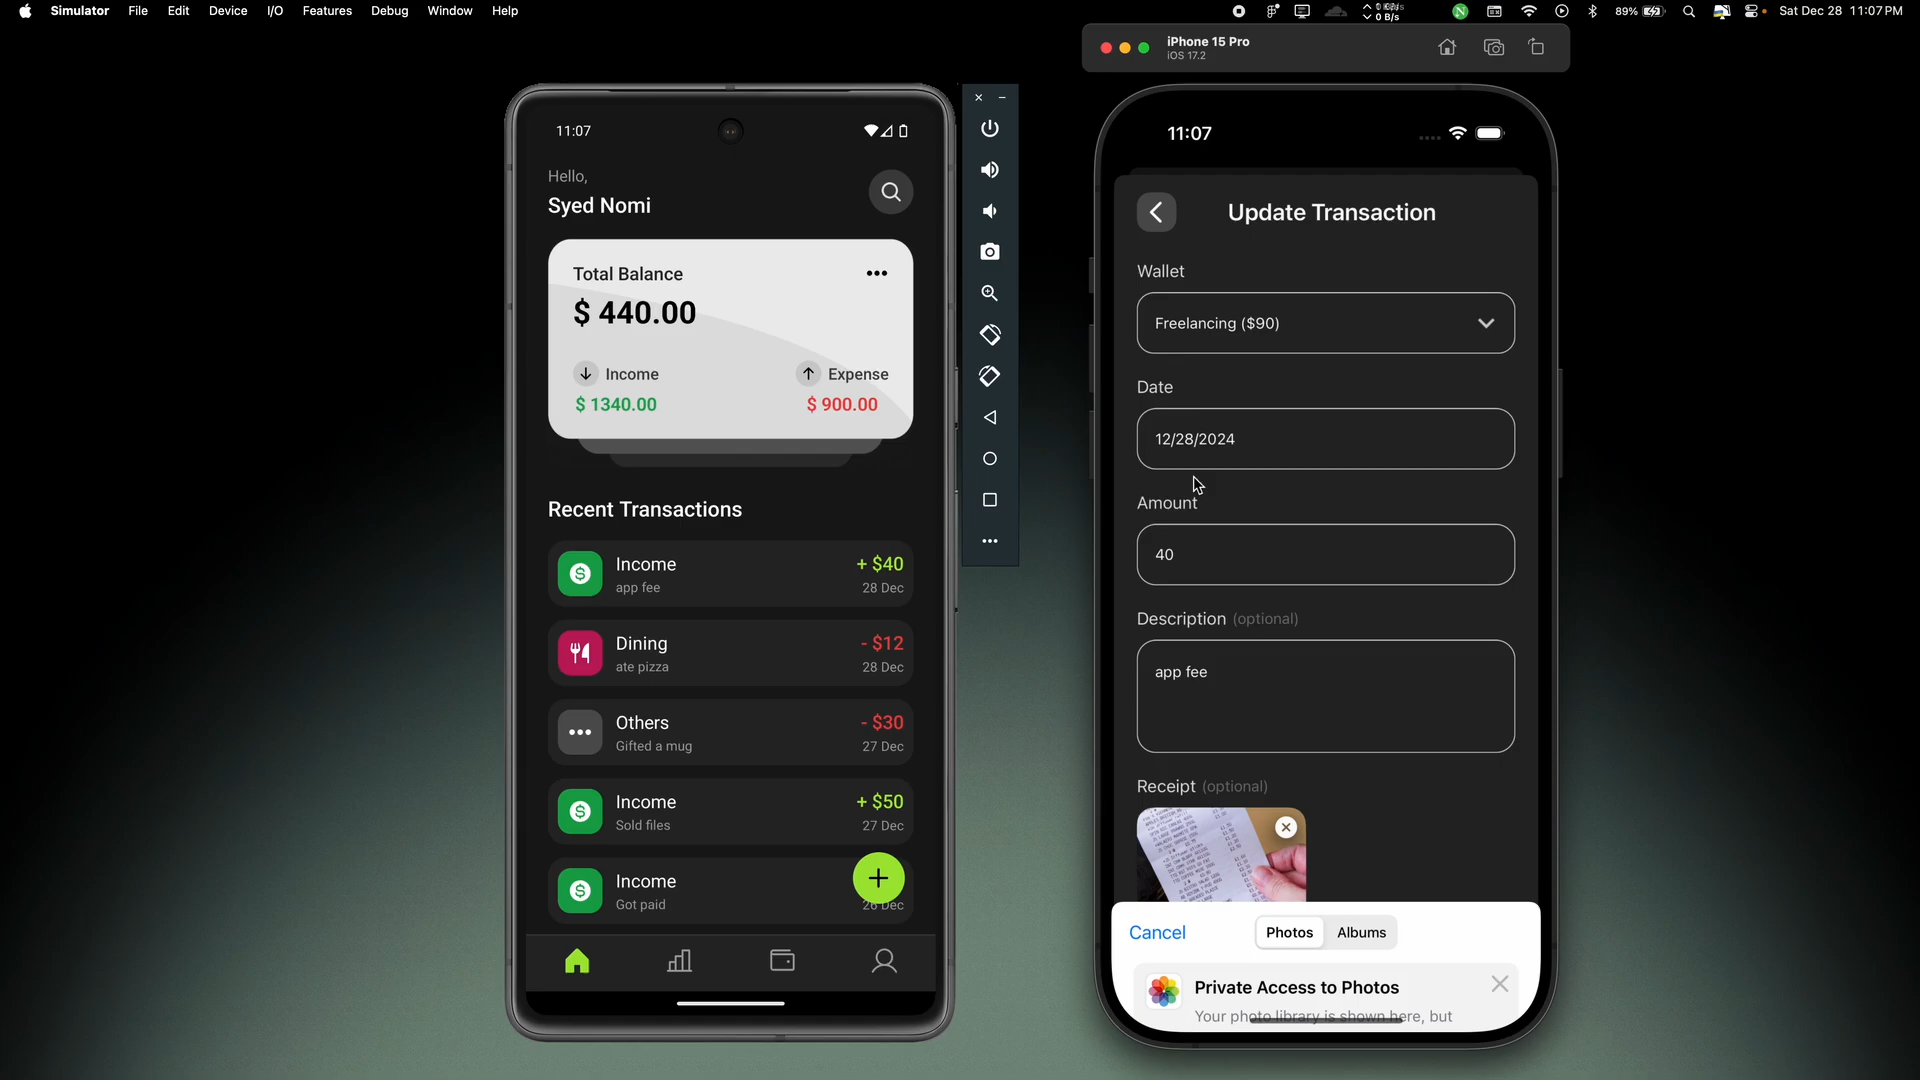 Simulator File Edit Device I/O Features Debug Window Help
0 B/s
89%
Sat Dec 28 11:07 PM
iPhone 15 Pro
iOS 17.2
11:07
Hello,
Syed Nomi
Total Balance
$ 440.00
Income
Expense
$ 1340.00
$ 900.00
Recent Transactions
Income
+ $40
app fee
28 Dec
Dining
- $12
ate pizza
28 Dec
Others
- $30
Gifted a mug
27 Dec
Income
+ $50
Sold files
27 Dec
Income
Got paid
26 Dec
11:07
Update Transaction
Wallet
Freelancing ($90)
Date
12/28/2024
Amount
40
Description (optional)
app fee
Receipt (optional)
Cancel
Photos
Albums
Private Access to Photos
Your photo library is shown here, but